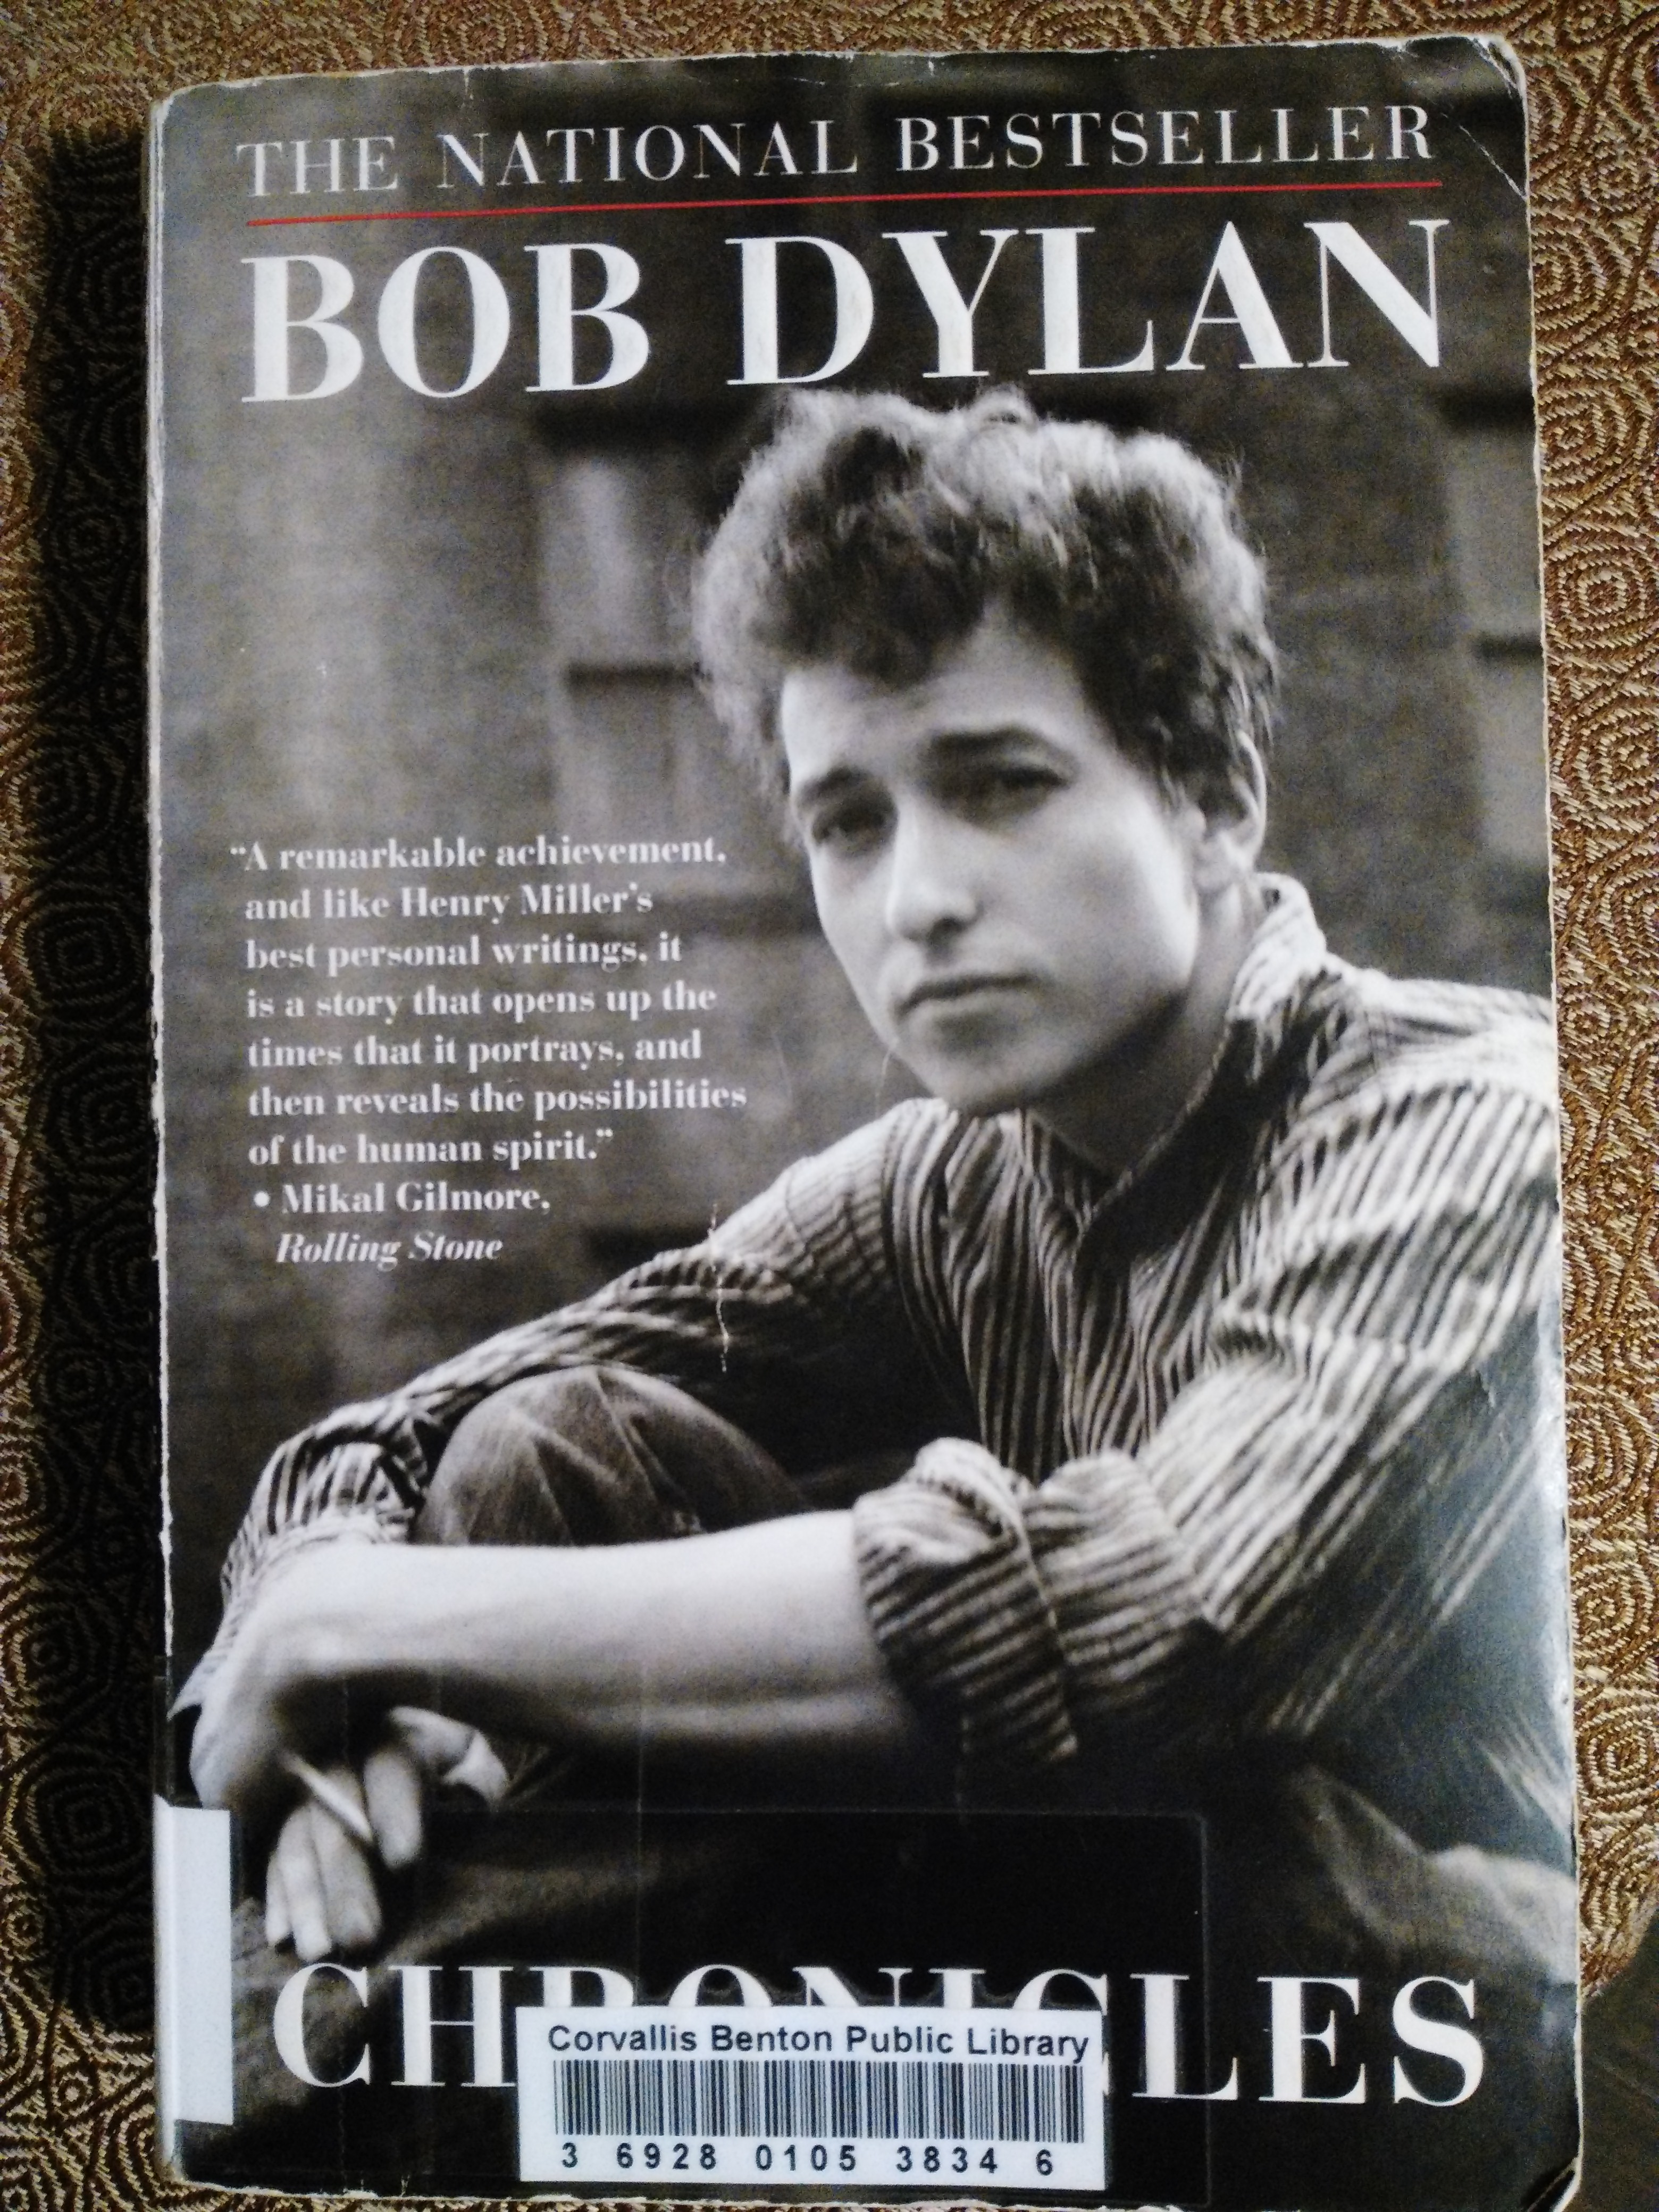 THE NATIONAL BESTSELLER
BOB DYLAN
“A remarkable achievement,
and like Henry Miller’s
best personal writings, it
is a story that opens up the
times that it portrays, and
then reveals the possibilities
of the human spirit.”
• Mikal Gilmore,
Rolling Stone
CHRONICLES
Corvallis Benton Public Library
3 6928 0105 3834 6